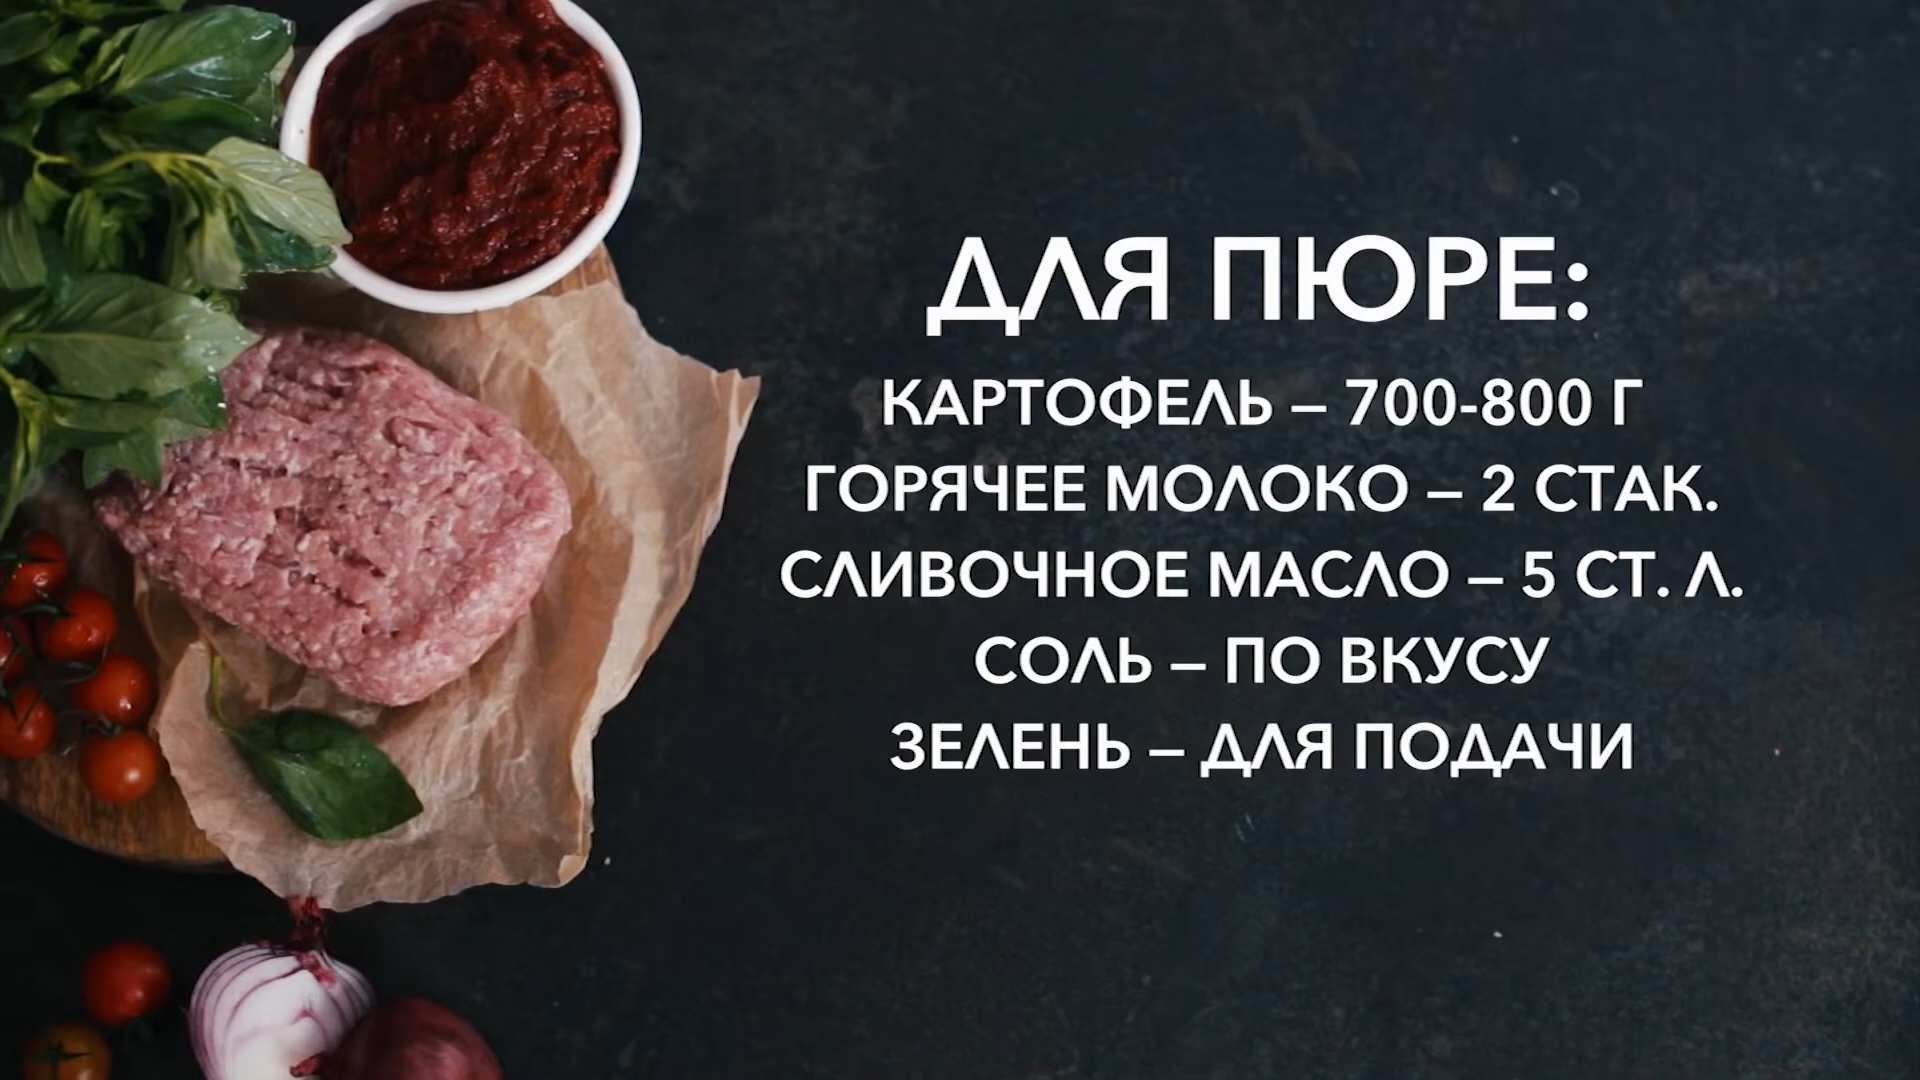 ДЛЯ ПЮРЕ:
КАРТОФЕЛЬ – 700-800 Г
ГОРЯЧЕЕ МОЛОКО – 2 СТАК.
СЛИВОЧНОЕ МАСЛО – 5 СТ. Л.
СОЛЬ – ПО ВКУСУ
ЗЕЛЕНЬ – ДЛЯ ПОДАЧИ